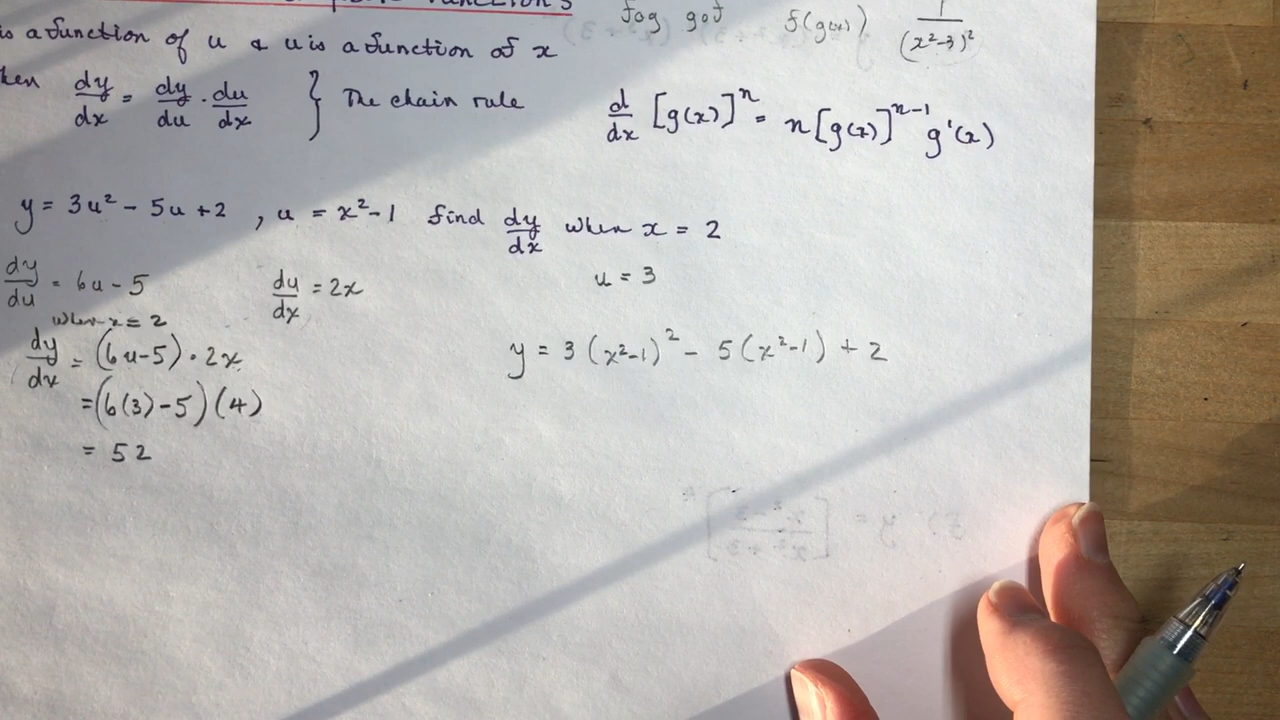 functions
fog gof f(g(x)) 1/(x²-3)²
is a function of u & u is a function of x
dy/dx = dy/du · du/dx } The chain rule
d/dx [g(x)]ⁿ = n[g(x)]ⁿ⁻¹ g'(x)
y = 3u² - 5u + 2 , u = x²-1 find dy/dx when x = 2
dy/du = 6u - 5 du/dx = 2x u = 3
when x = 2
dy/dx = (6u-5) · 2x y = 3(x²-1)² - 5(x²-1) + 2
=(6(3)-5)(4)
= 52